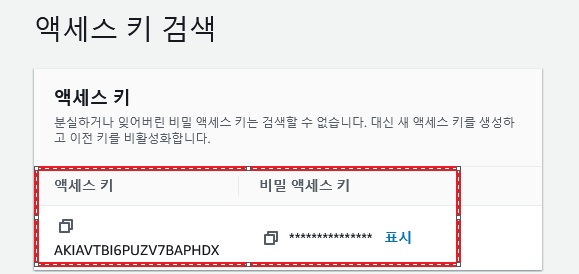 액세스 키 검색
액세스 키
분실하거나 잊어버린 비밀 액세스 키는 검색할 수 없습니다. 대신 새 액세스 키를 생성하
고 이전 키를 비활성화합니다.
액세스 키 비밀 액세스 키
AKIAVTBI6PUZV7BAPHDX *************** 표시